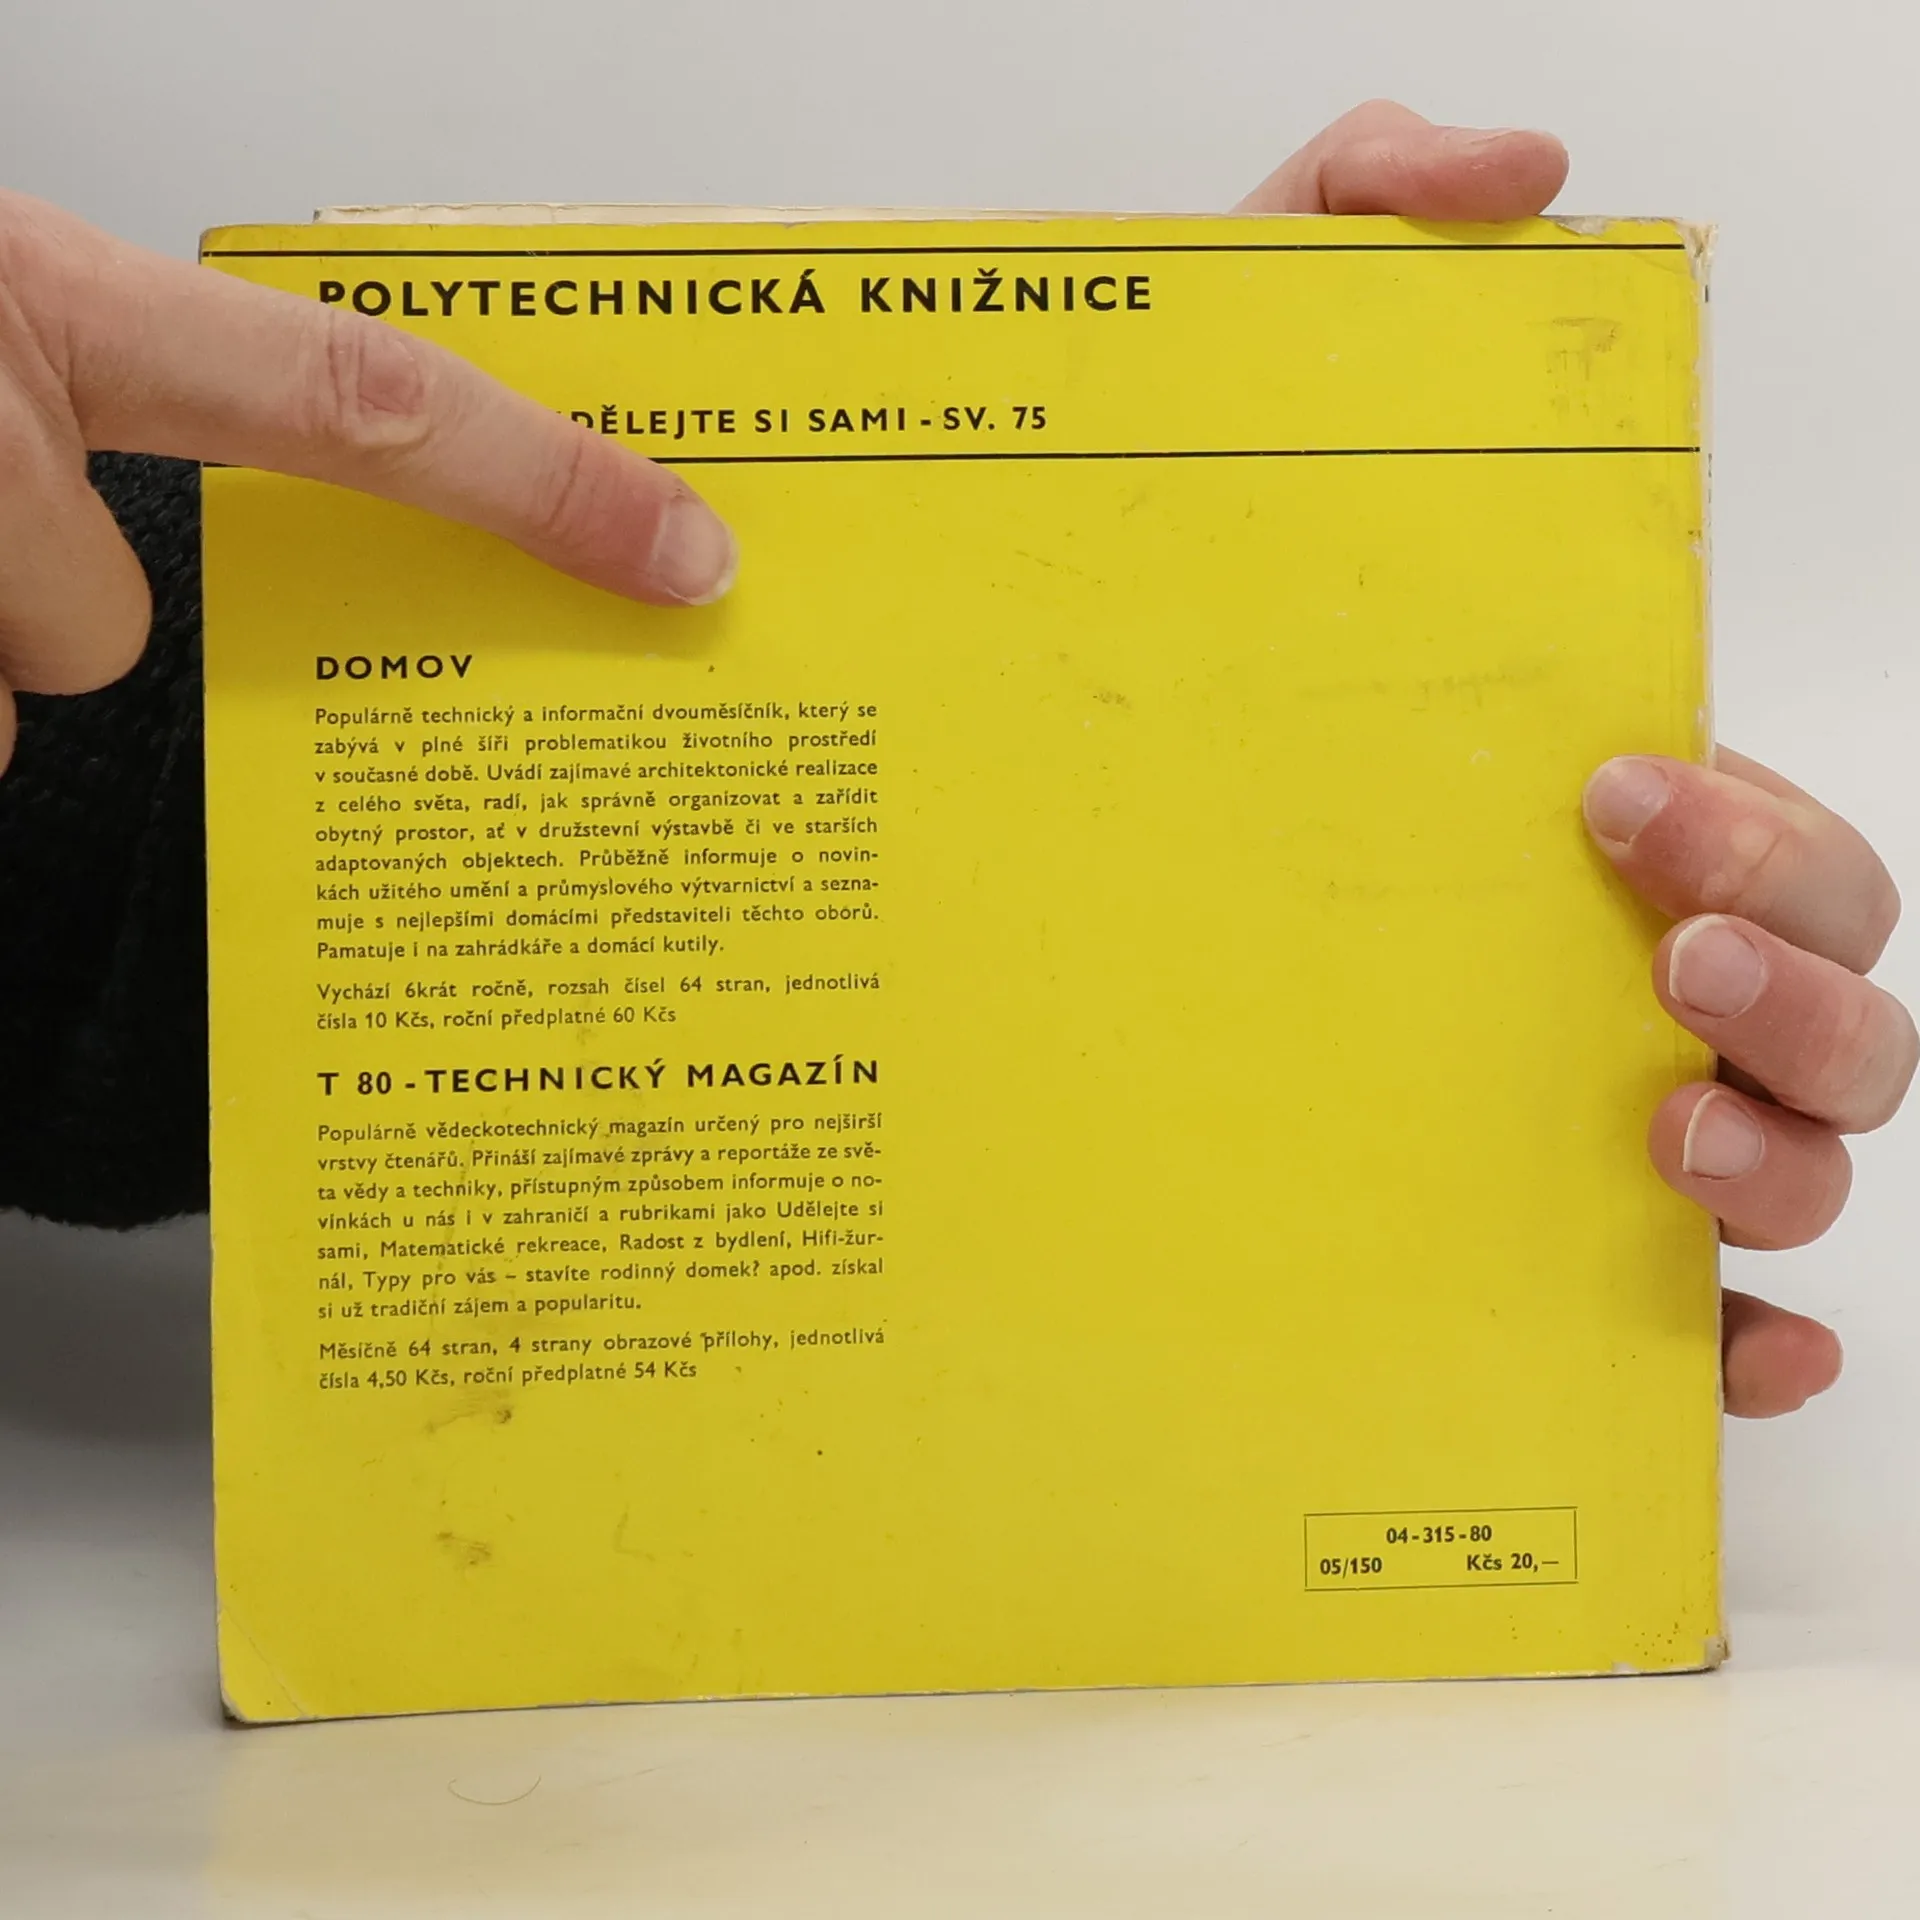 POLYTECHNICKÁ KNIŽNICE
DĚLEJTE SI SAMI - SV. 75
DOMOV
Populárně technický a informační dvouměsíčník, který se
zabývá v plné šíři problematikou životního prostředí
v současné době. Uvádí zajímavé architektonické realizace
z celého světa, radí, jak správně organizovat a zařídit
obytný prostor, ať v družstevní výstavbě či ve starších
adaptovaných objektech. Průběžně informuje o novin-
kách užitého umění a průmyslového výtvarnictví a sezna-
muje s nejlepšími domácími představiteli těchto oborů.
Pamatuje i na zahrádkáře a domácí kutily.
Vychází 6krát ročně, rozsah čísel 64 stran, jednotlivá
čísla 10 Kčs, roční předplatné 60 Kčs
T 80 - TECHNICKÝ MAGAZÍN
Populárně vědeckotechnický magazín určený pro nejširší
vrstvy čtenářů. Přináší zajímavé zprávy a reportáže ze svě-
ta vědy a techniky, přístupným způsobem informuje o no-
vinkách u nás i v zahraničí a rubrikami jako Udělejte si
sami, Matematické rekreace, Radost z bydlení, Hifi-žur-
nál, Typy pro vás – stavíte rodinný domek? apod. získal
si už tradiční zájem a popularitu.
Měsíčně 64 stran, 4 strany obrazové přílohy, jednotlivá
čísla 4,50 Kčs, roční předplatné 54 Kčs
04-315-80
05/150 Kčs 20,—